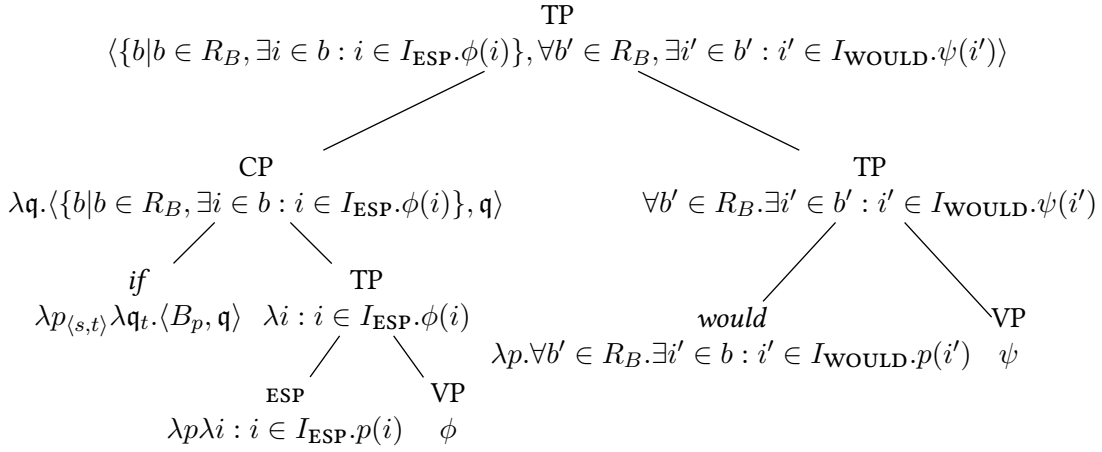 TP
⟨{b|b ∈ R_B, ∃i ∈ b : i ∈ I_ESP.ϕ(i)}, ∀b′ ∈ R_B, ∃i′ ∈ b′ : i′ ∈ I_WOULD.ψ(i′)⟩
CP TP
λ𝔮.⟨{b|b ∈ R_B, ∃i ∈ b : i ∈ I_ESP.ϕ(i)}, 𝔮⟩ ∀b′ ∈ R_B.∃i′ ∈ b′ : i′ ∈ I_WOULD.ψ(i′)
if TP
λp_⟨s,t⟩λ𝔮_t.⟨B_p, 𝔮⟩ λi : i ∈ I_ESP.ϕ(i)
would VP
λp.∀b′ ∈ R_B.∃i′ ∈ b : i′ ∈ I_WOULD.p(i′) ψ
ESP VP
λpλi : i ∈ I_ESP.p(i) ϕ